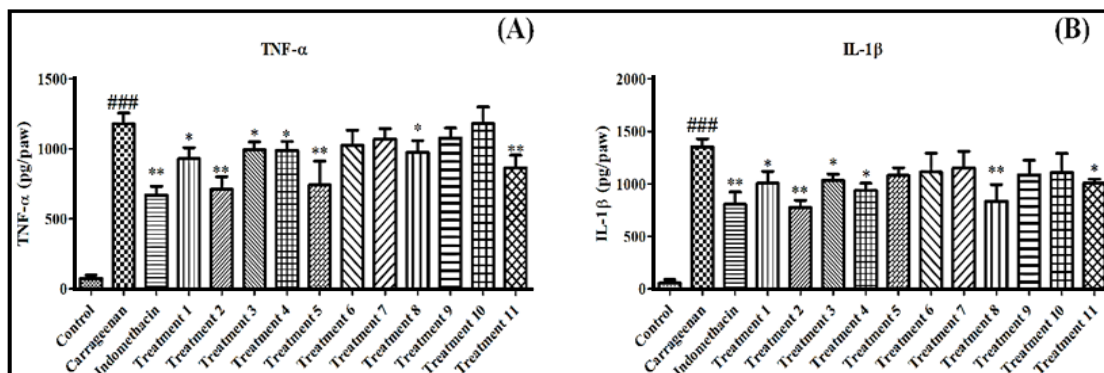 (A)
TNF-α
TNF-α (pg/paw)
1500
1000
500
0
###
**
*
**
*
*
**
*
**
Control
Carrageenan
Indomethacin
Treatment 1
Treatment 2
Treatment 3
Treatment 4
Treatment 5
Treatment 6
Treatment 7
Treatment 8
Treatment 9
Treatment 10
Treatment 11
(B)
IL-1β
IL-1β (pg/paw)
2000
1500
1000
500
0
###
**
*
**
*
*
**
*
Control
Carrageenan
Indomethacin
Treatment 1
Treatment 2
Treatment 3
Treatment 4
Treatment 5
Treatment 6
Treatment 7
Treatment 8
Treatment 9
Treatment 10
Treatment 11